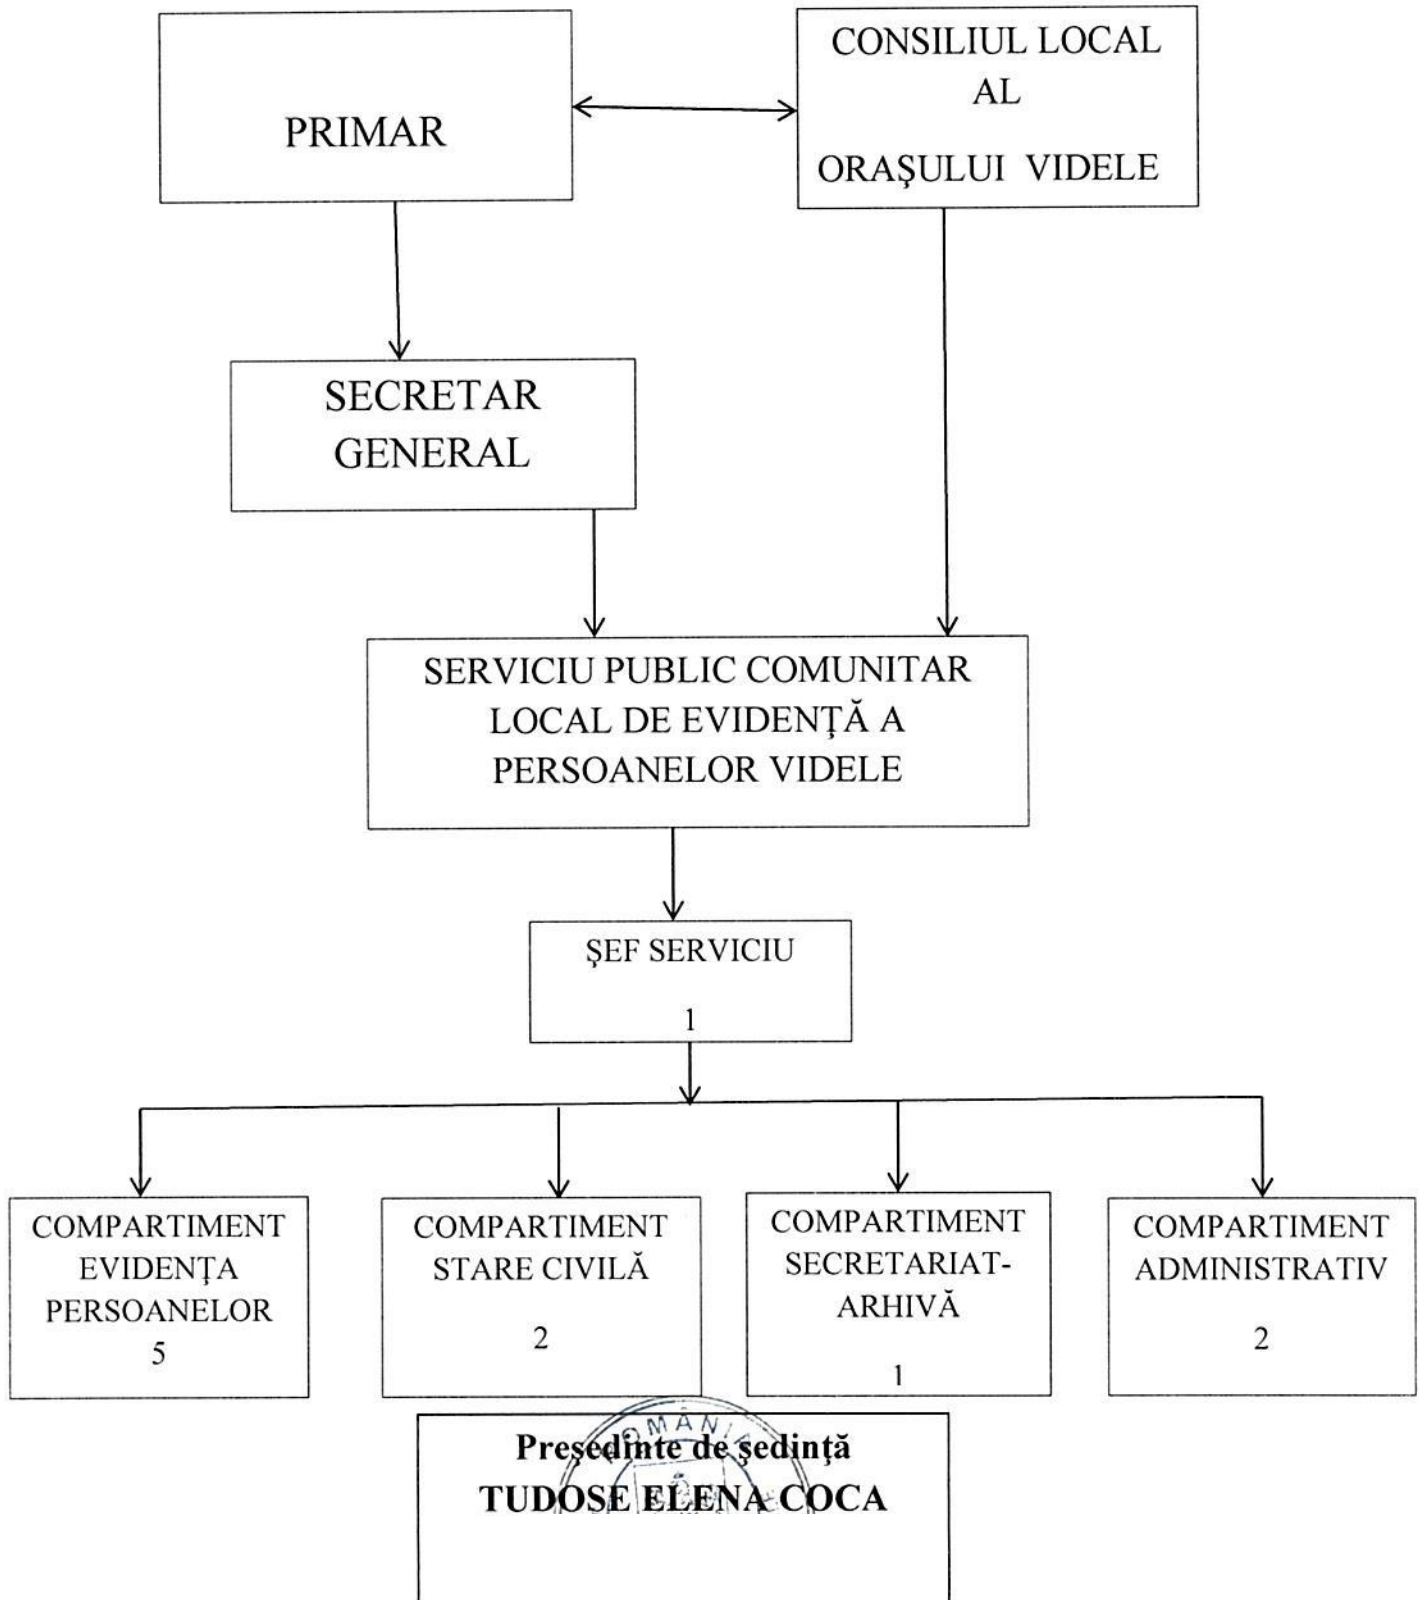 PRIMAR
CONSILIUL LOCAL
AL
ORAŞULUI VIDELE
SECRETAR
GENERAL
SERVICIU PUBLIC COMUNITAR
LOCAL DE EVIDENŢĂ A
PERSOANELOR VIDELE
ŞEF SERVICIU
1
COMPARTIMENT
EVIDENŢA
PERSOANELOR
5
COMPARTIMENT
STARE CIVILĂ
2
COMPARTIMENT
SECRETARIAT-
ARHIVĂ
1
COMPARTIMENT
ADMINISTRATIV
2
ROMÂNIA
Preşedinte de şedinţă
TUDOSE ELENA COCA